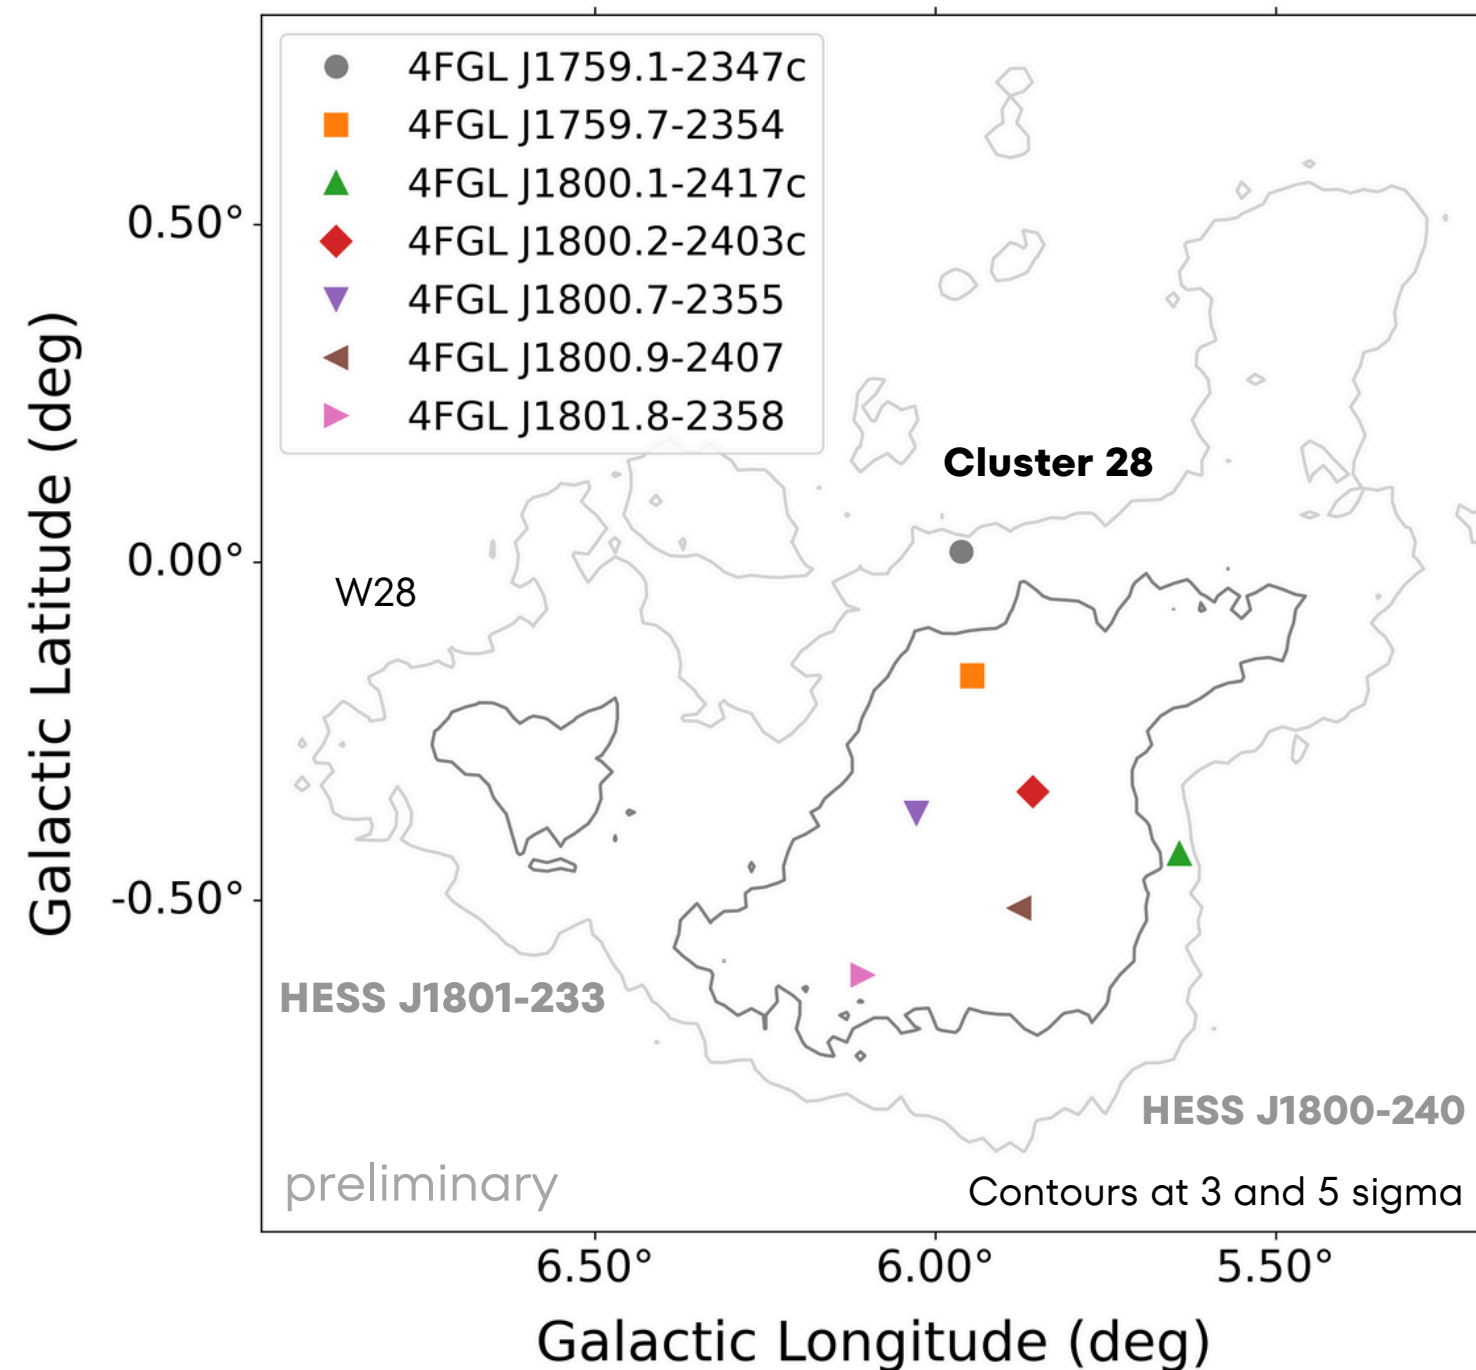 4FGL J1759.1-2347c
4FGL J1759.7-2354
4FGL J1800.1-2417c
4FGL J1800.2-2403c
4FGL J1800.7-2355
4FGL J1800.9-2407
4FGL J1801.8-2358
0.50°
0.00°
-0.50°
Galactic Latitude (deg)
Cluster 28
W28
HESS J1801-233
HESS J1800-240
preliminary
Contours at 3 and 5 sigma
6.50°
6.00°
5.50°
Galactic Longitude (deg)